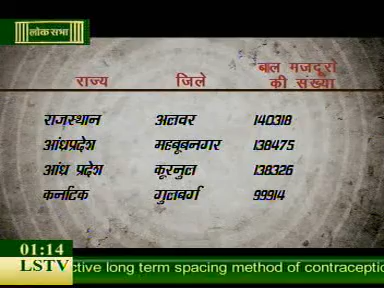 लोक सभा
राज्य जिले बाल मजदूरो की संख्या
राजस्थान अलवर 140318
आंध्रप्रदेश महबूबनगर 138475
आंध्र प्रदेश कूरनुल 138326
कर्नाटक गुलबर्ग 99914
01:14
LSTV ctive long term spacing method of contraceptio